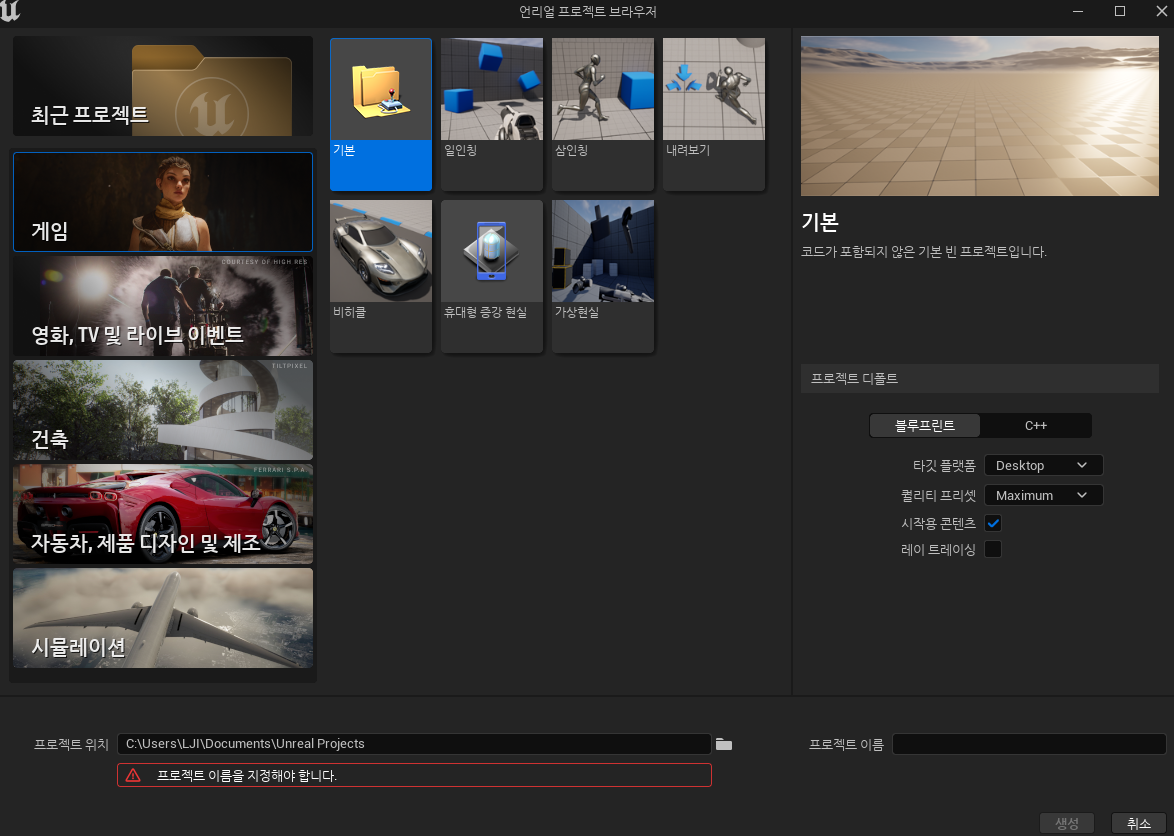 언리얼 프로젝트 브라우저
최근 프로젝트
게임
COURTESY OF HIGH RES
영화, TV 및 라이브 이벤트
TILTPIXEL
건축
FERRARI S.P.A.
자동차, 제품 디자인 및 제조
시뮬레이션
기본
일인칭
삼인칭
내려보기
비히클
휴대형 증강 현실
가상현실
기본
코드가 포함되지 않은 기본 빈 프로젝트입니다.
프로젝트 디폴트
블루프린트 C++
타깃 플랫폼 Desktop
퀄리티 프리셋 Maximum
시작용 콘텐츠
레이 트레이싱
프로젝트 위치 C:\Users\LJI\Documents\Unreal Projects
프로젝트 이름
프로젝트 이름을 지정해야 합니다.
생성 취소